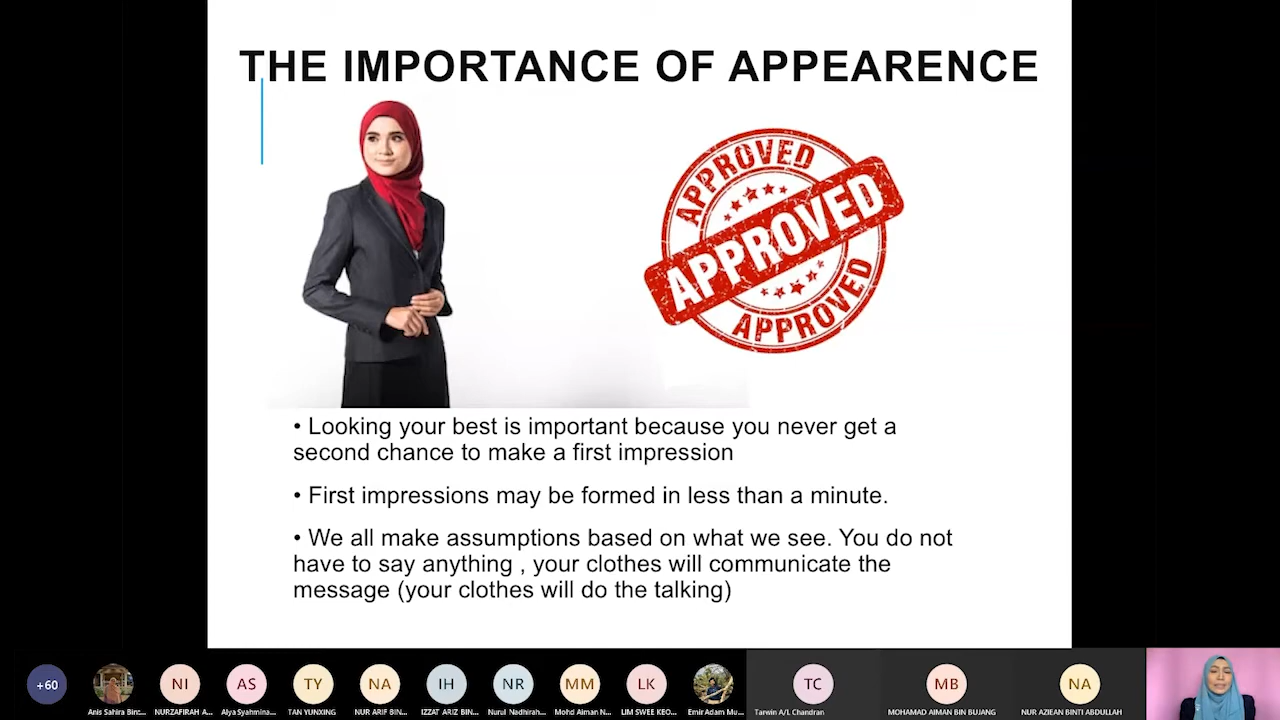 THE IMPORTANCE OF APPEARENCE
APPROVED
APPROVED
APPROVED
• Looking your best is important because you never get a
second chance to make a first impression
• First impressions may be formed in less than a minute.
• We all make assumptions based on what we see. You do not
have to say anything , your clothes will communicate the
message (your clothes will do the talking)
+60
NI
AS
TY
NA
IH
NR
MM
LK
TC
MB
NA
Anis Sahira Bint...
NURZAFIRAH A...
Alya Syahmina...
TAN YUNXING
NUR ARIF BIN...
IZZAT ARIZ BIN...
Nurul Nadhirah...
Mohd Aiman N...
LIM SWEE KEO...
Emir Adam Mu...
Tarwin A/L Chandran
MOHAMAD AIMAN BIN BUJANG
NUR AZIEAN BINTI ABDULLAH